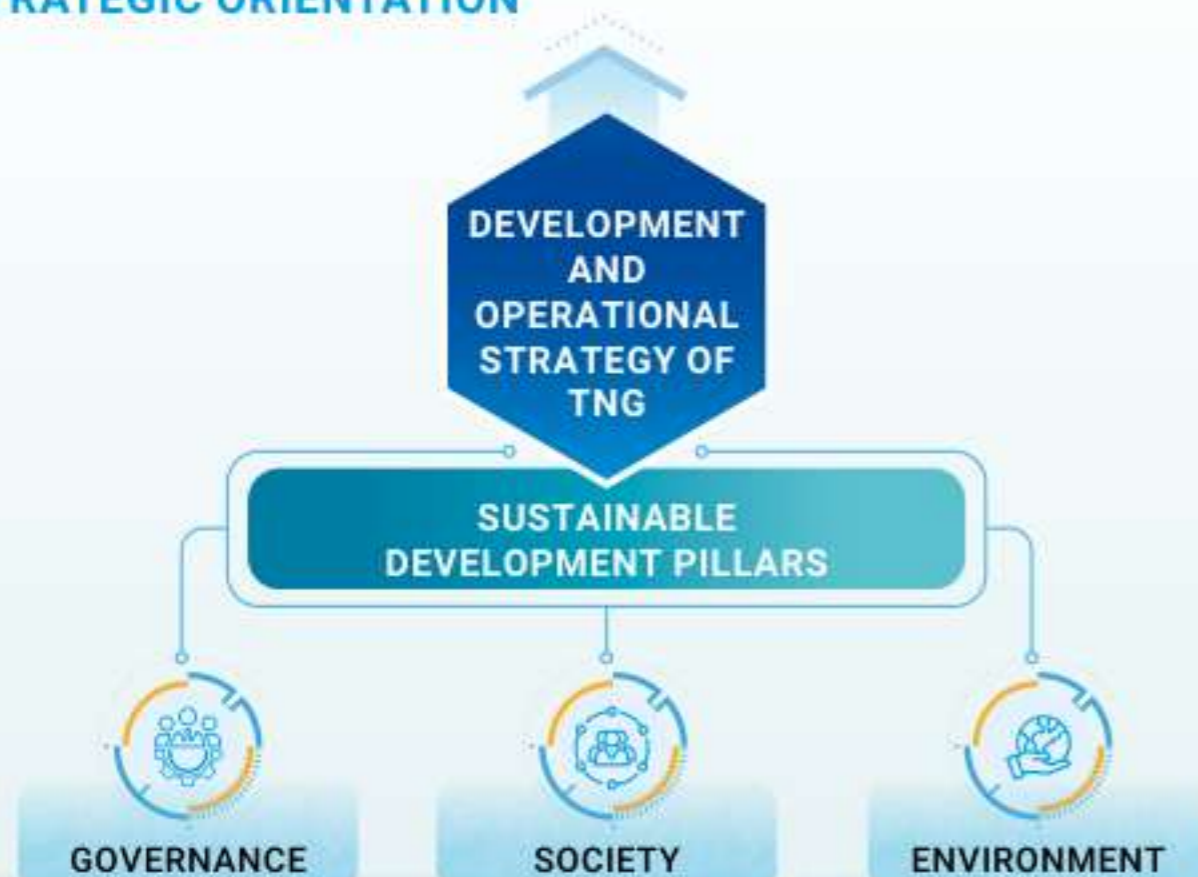 RATEGIC ORIENTATION
DEVELOPMENT
AND
OPERATIONAL
STRATEGY OF
TNG
SUSTAINABLE
DEVELOPMENT PILLARS
GOVERNANCE
SOCIETY
ENVIRONMENT